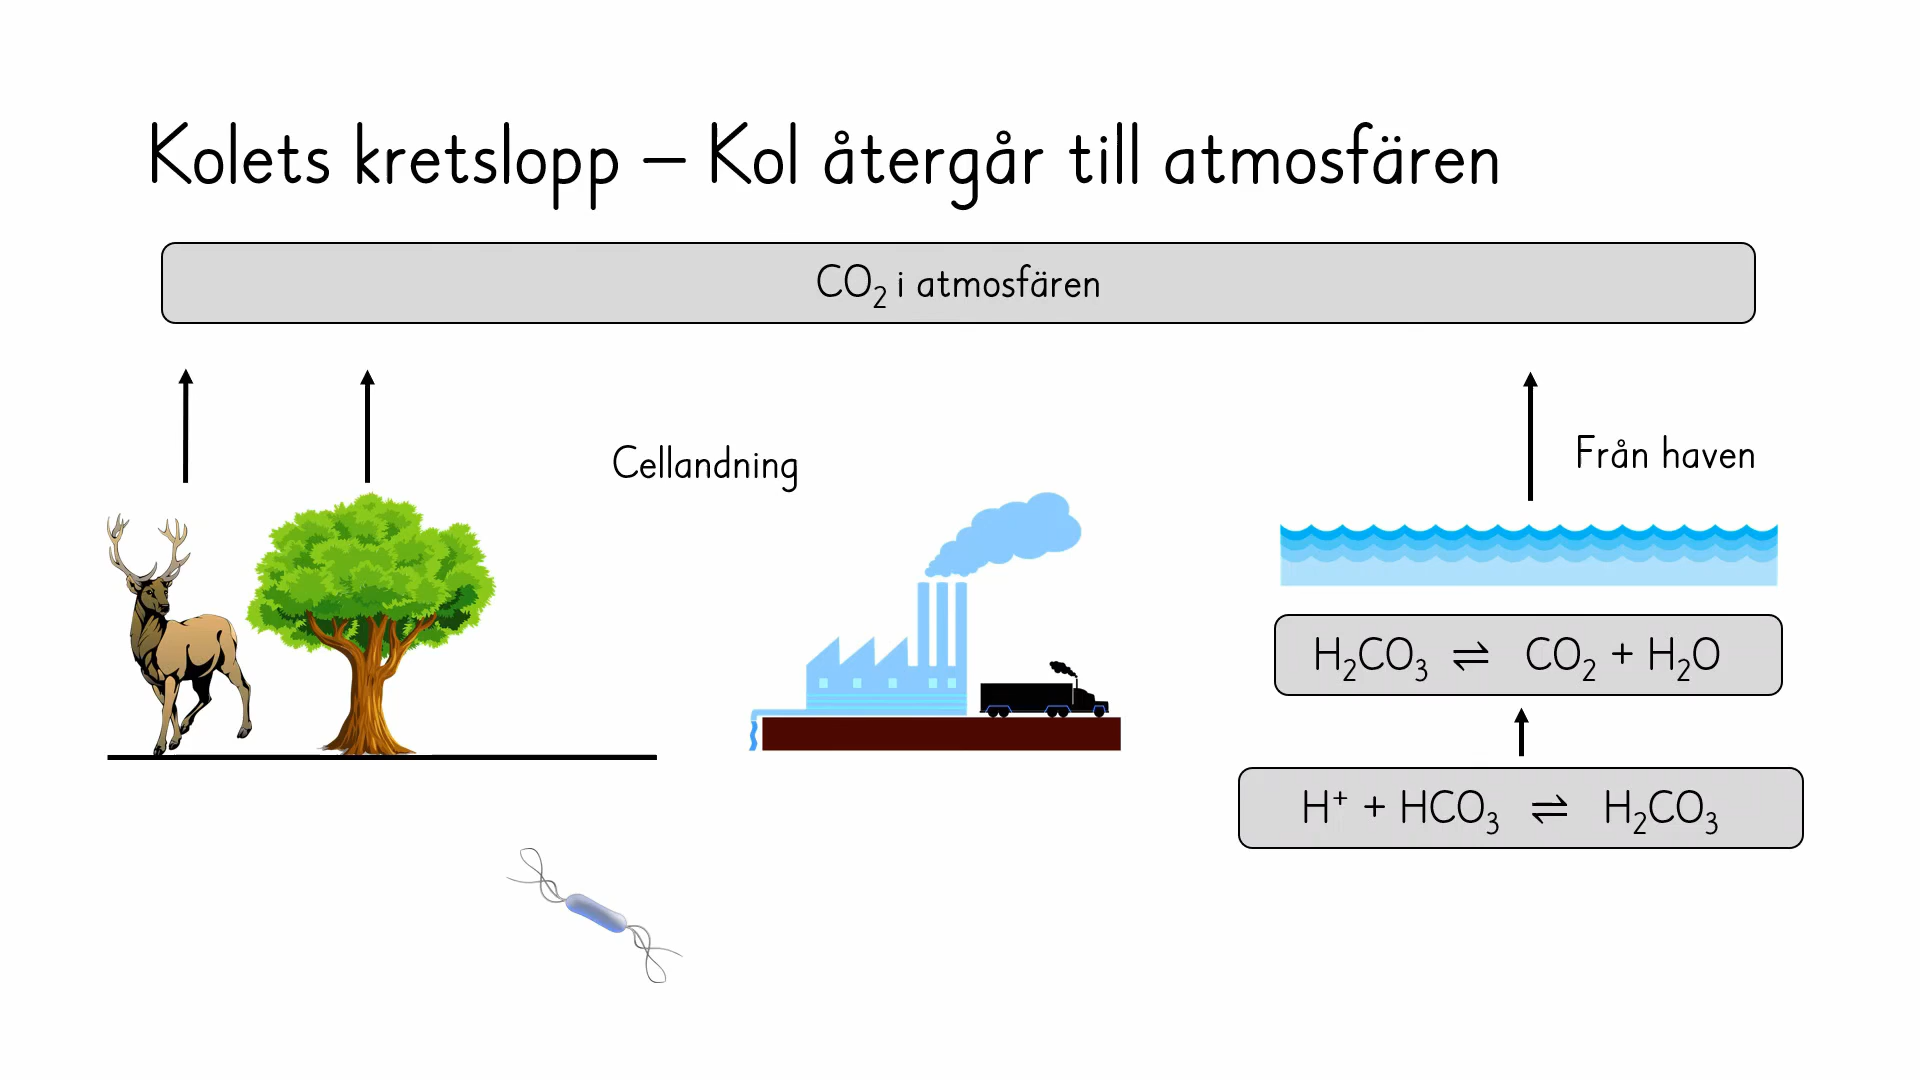 Kolets kretslopp – Kol återgår till atmosfären
CO₂ i atmosfären
Cellandning
Från haven
H₂CO₃ ⇌ CO₂ + H₂O
H⁺ + HCO₃ ⇌ H₂CO₃